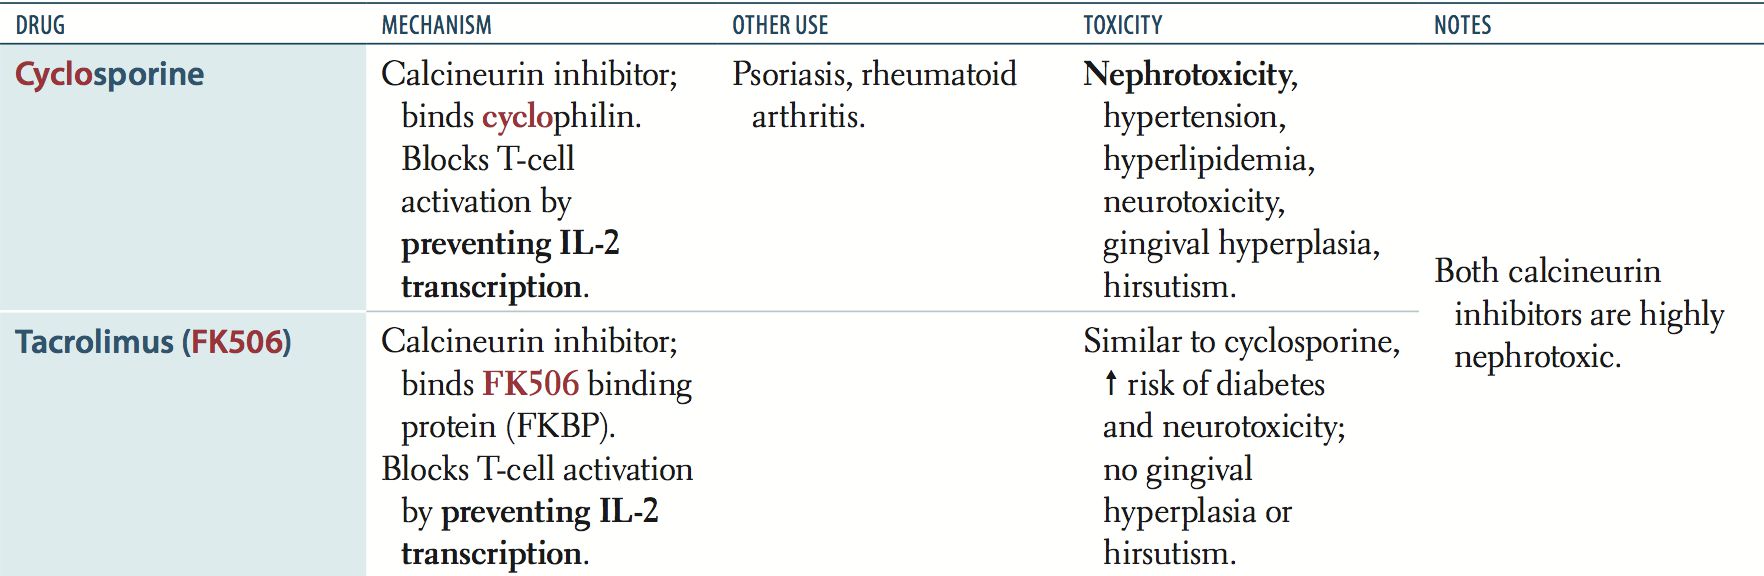 DRUG
MECHANISM
OTHER USE
TOXICITY
NOTES
Cyclosporine
Calcineurin inhibitor;
binds cyclophilin.
Blocks T-cell
activation by
preventing IL-2
transcription.
Psoriasis, rheumatoid
arthritis.
Nephrotoxicity,
hypertension,
hyperlipidemia,
neurotoxicity,
gingival hyperplasia,
hirsutism.
Both calcineurin
inhibitors are highly
nephrotoxic.
Tacrolimus (FK506)
Calcineurin inhibitor;
binds FK506 binding
protein (FKBP).
Blocks T-cell activation
by preventing IL-2
transcription.
Similar to cyclosporine,
↑ risk of diabetes
and neurotoxicity;
no gingival
hyperplasia or
hirsutism.